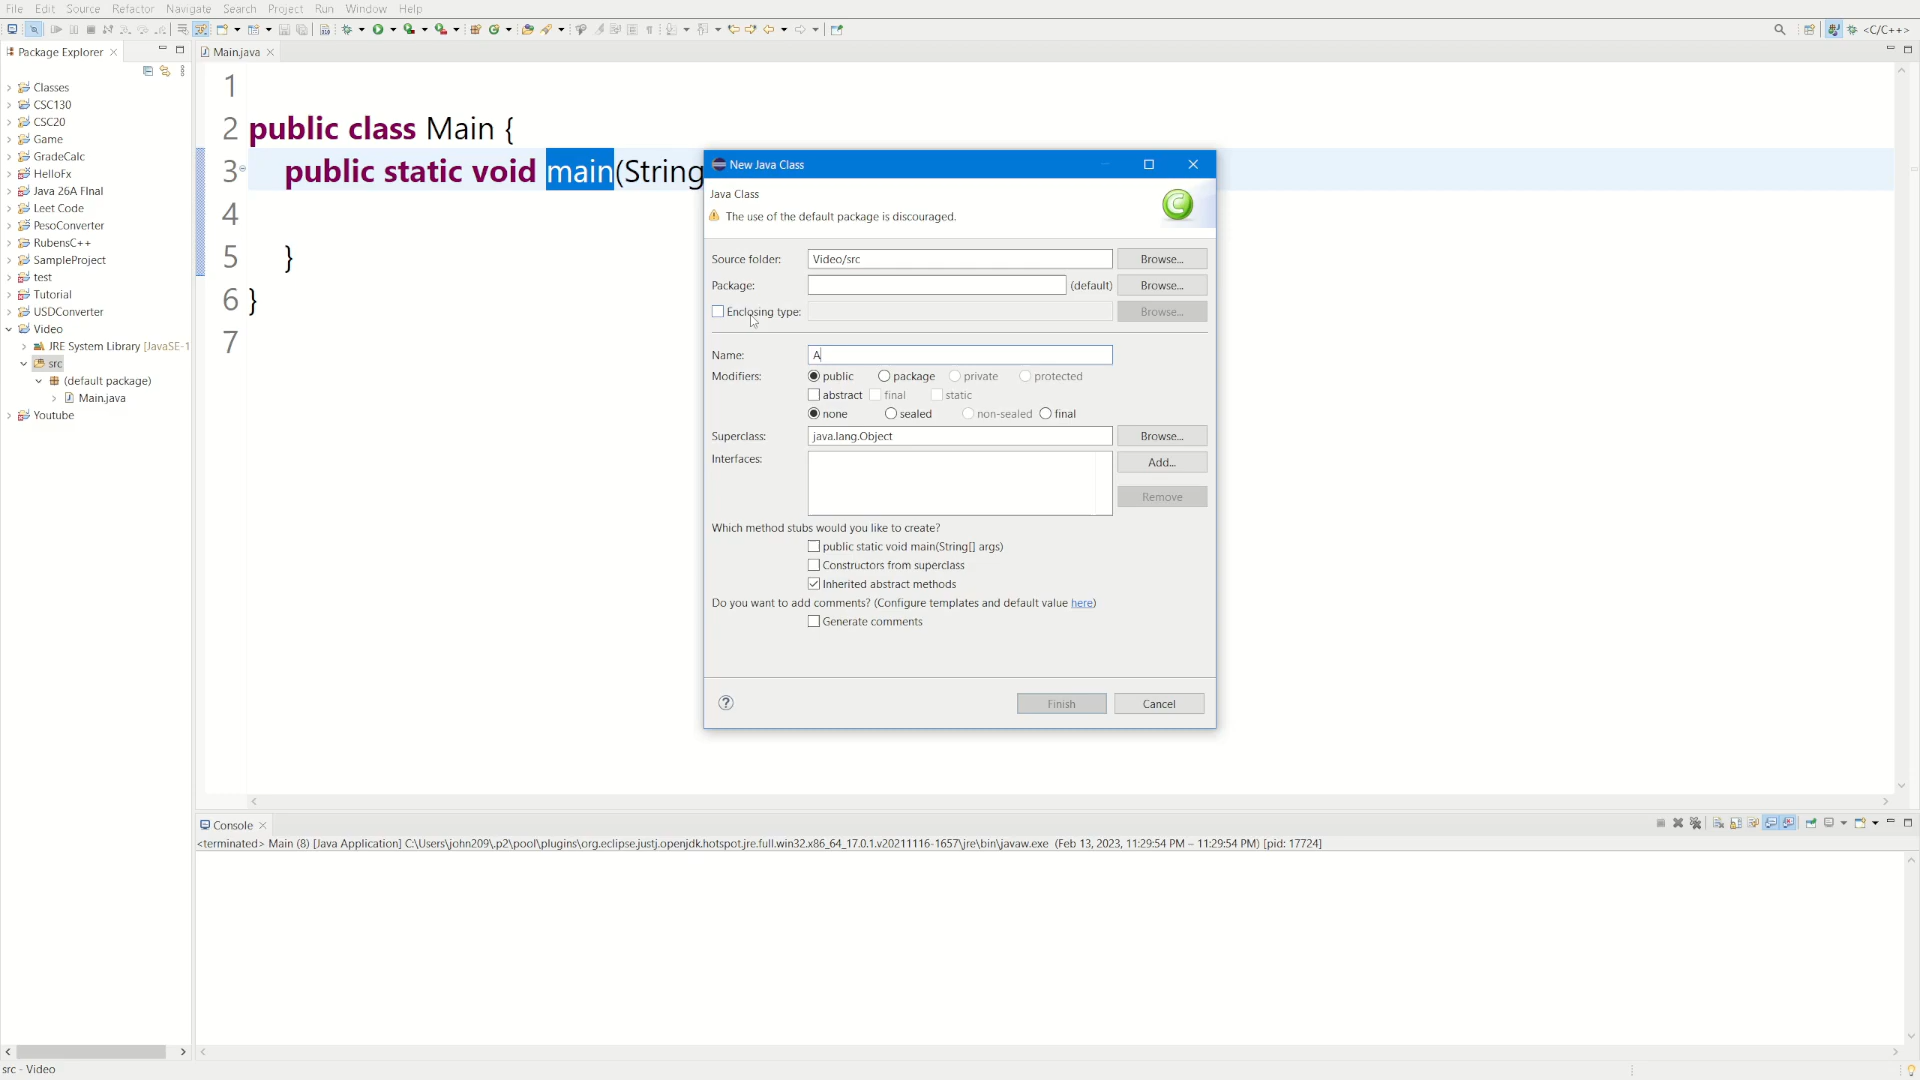 File Edit Source Refactor Navigate Search Project Run Window Help
<C/C++>
Package Explorer
Main.java
Classes
CSC130
CSC20
Game
GradeCalc
HelloFx
Java 26A FInal
Leet Code
PesoConverter
RubensC++
SampleProject
test
Tutorial
USDConverter
Video
JRE System Library [JavaSE-1
src
(default package)
Main.java
Youtube
1
2 public class Main {
3 public static void main(String
4
5 }
6 }
7
New Java Class
Java Class
The use of the default package is discouraged.
Source folder: Video/src Browse...
Package: (default) Browse...
Enclosing type: Browse...
Name: A
Modifiers: public package private protected
abstract final static
none sealed non-sealed final
Superclass: java.lang.Object Browse...
Interfaces: Add...
Remove
Which method stubs would you like to create?
public static void main(String[] args)
Constructors from superclass
Inherited abstract methods
Do you want to add comments? (Configure templates and default value here)
Generate comments
? Finish Cancel
Console
<terminated> Main (8) [Java Application] C:\Users\john209\.p2\pool\plugins\org.eclipse.justj.openjdk.hotspot.jre.full.win32.x86_64_17.0.1.v20211116-1657\jre\bin\javaw.exe (Feb 13, 2023, 11:29:54 PM – 11:29:54 PM) [pid: 17724]
src - Video